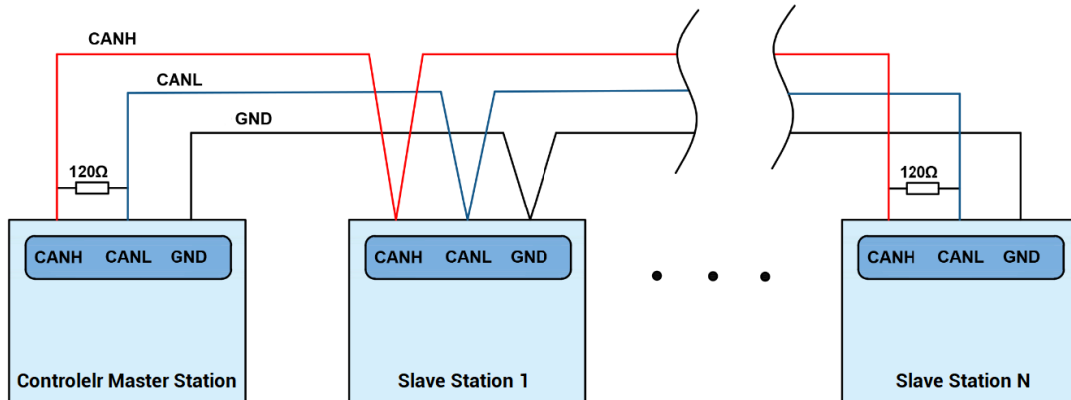 CANH
CANL
GND
120Ω
120Ω
CANH CANL GND
CANH CANL GND
CANH CANL GND
Controlelr Master Station
Slave Station 1
Slave Station N